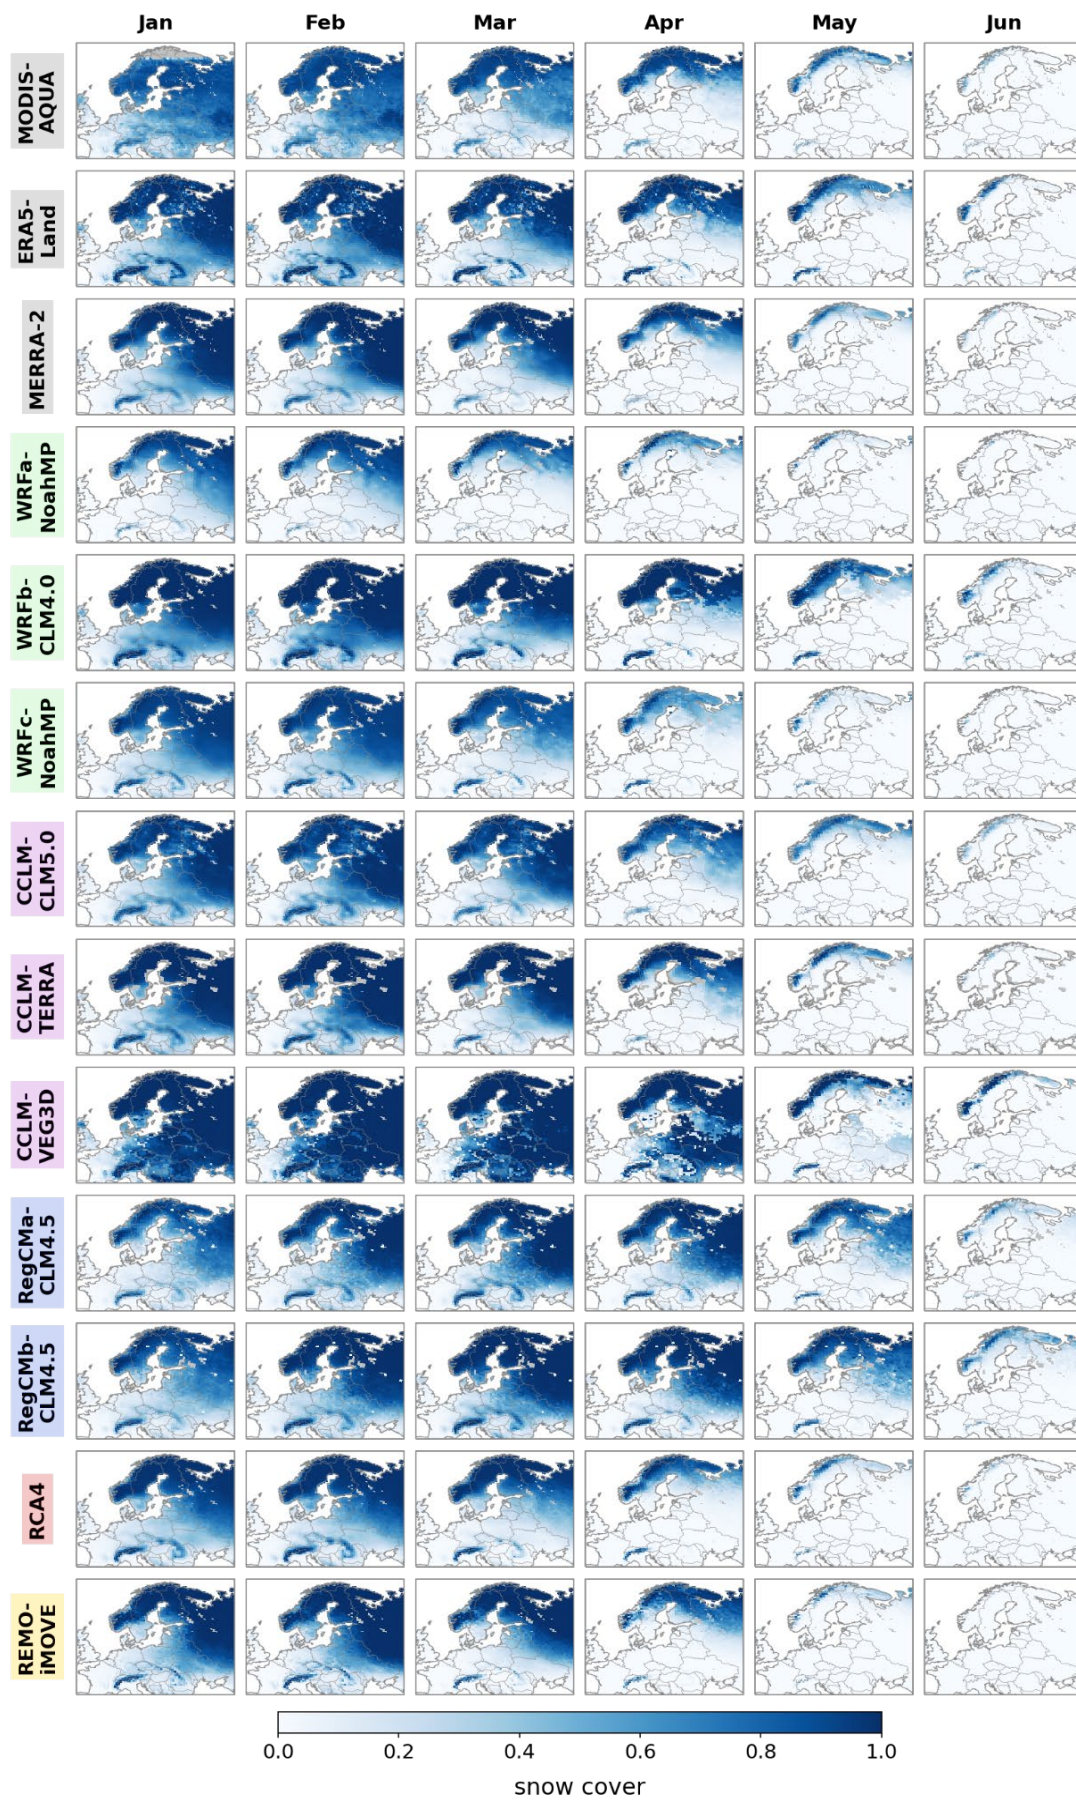 Jan Feb Mar Apr May Jun
MODIS-
AQUA
ERA5-
Land
MERRA-2
WRFa-
NoahMP
WRFb-
CLM4.0
WRFc-
NoahMP
CCLM-
CLM5.0
CCLM-
TERRA
CCLM-
VEG3D
RegCMa-
CLM4.5
RegCMb-
CLM4.5
RCA4
REMO-
iMOVE
0.0 0.2 0.4 0.6 0.8 1.0
snow cover